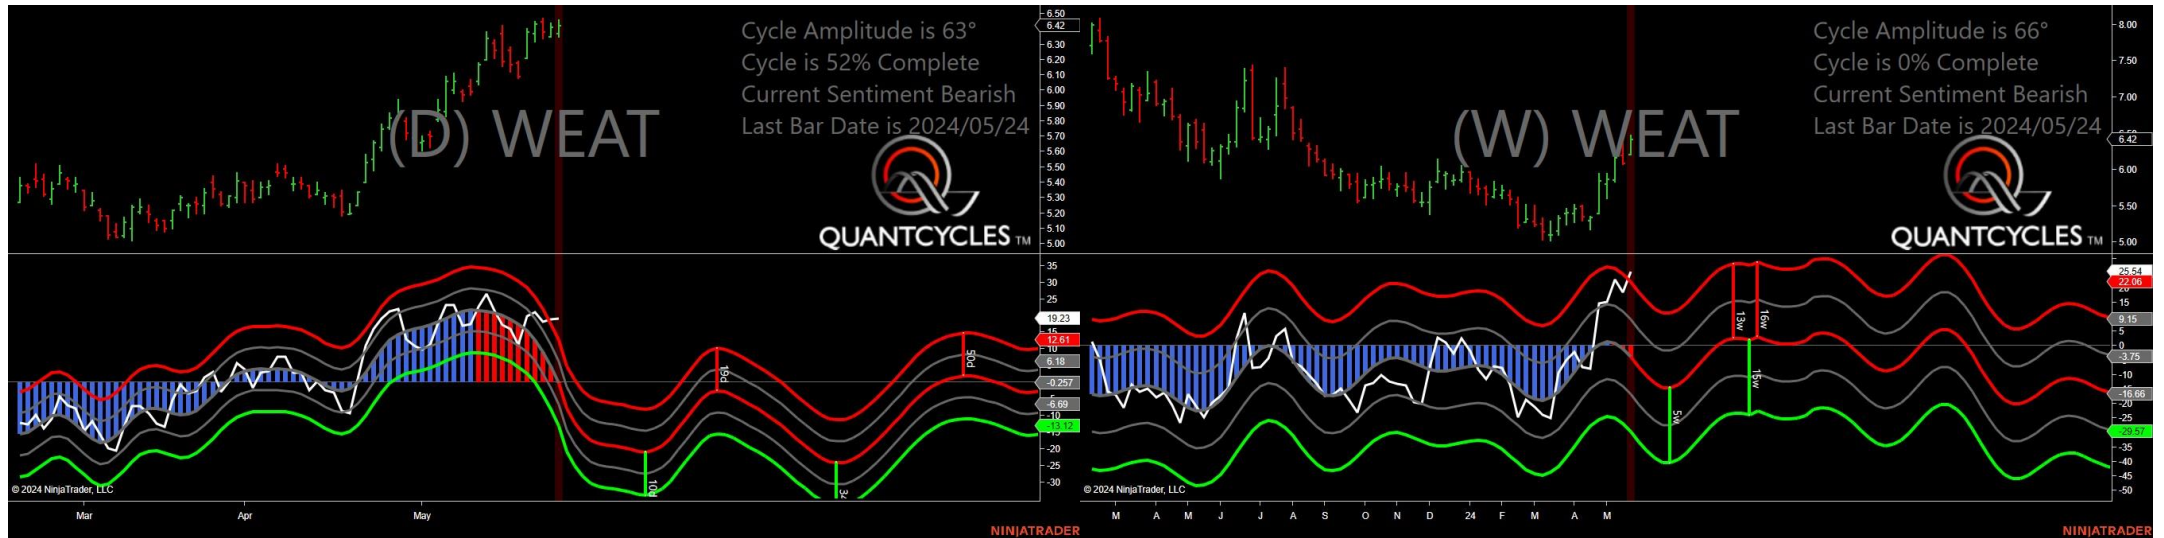 Cycle Amplitude is 63°
Cycle is 52% Complete
Current Sentiment Bearish
Last Bar Date is 2024/05/24
(D) WEAT
QUANTCYCLES TM
6.50
6.42
6.30
6.20
6.10
6.00
5.90
5.80
5.70
5.60
5.50
5.40
5.30
5.20
5.10
5.00
35
30
25
19.23
12.61
10
6.18
-0.257
-6.69
-10
-13.12
-20
-25
-30
10d
19d
50d
© 2024 NinjaTrader, LLC
Mar
Apr
May
NINJATRADER
Cycle Amplitude is 66°
Cycle is 0% Complete
Current Sentiment Bearish
Last Bar Date is 2024/05/24
(W) WEAT
QUANTCYCLES TM
8.00
7.50
7.00
6.42
6.00
5.50
5.00
25.54
22.06
15
9.15
5
0
-3.75
-10
-16.66
-20
-25
-29.57
-35
-40
-45
-50
5w
13w
15w
16w
© 2024 NinjaTrader, LLC
M
A
M
J
J
A
S
O
N
D
24
F
M
A
M
NINJATRADER